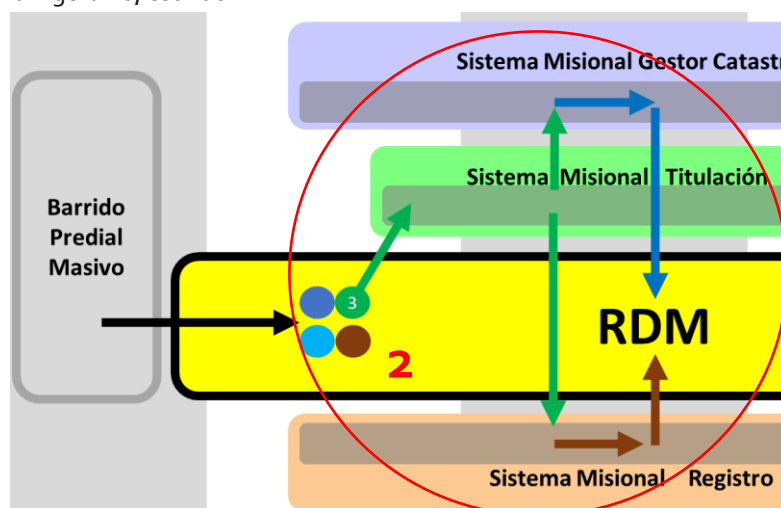 Sistema Misional Gestor Catastr
Sistema Misional Titulación
Barrido
Predial
Masivo
3
2
RDM
Sistema Misional Registro